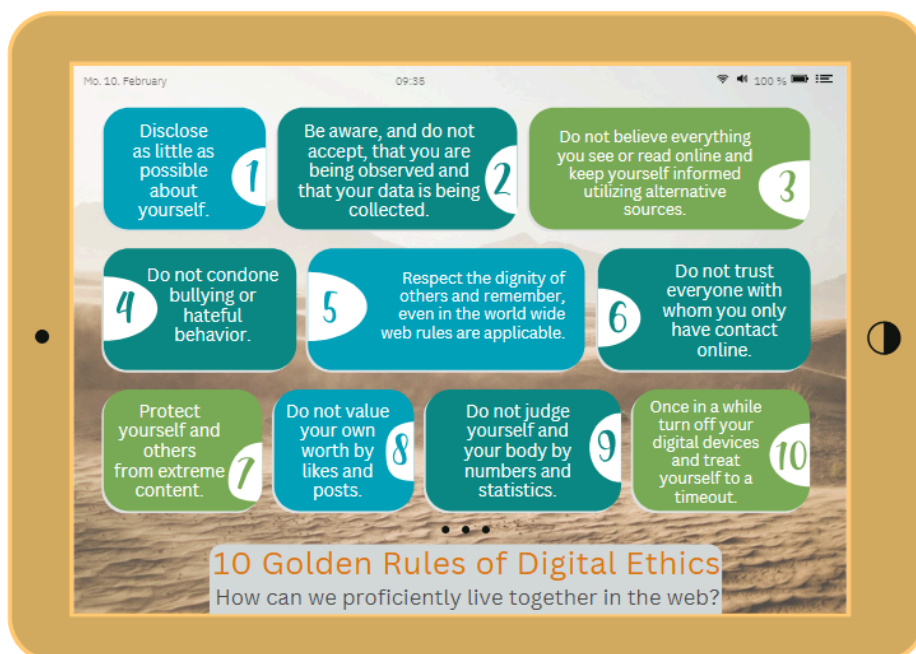 Mo. 10. February
09:35
100 %
Disclose
as little as
possible
about
yourself.
1
Be aware, and do not
accept, that you are
being observed and
that your data is being
collected.
2
Do not believe everything
you see or read online and
keep yourself informed
utilizing alternative
sources.
3
4
Do not condone
bullying or
hateful
behavior.
5
Respect the dignity of
others and remember,
even in the world wide
web rules are applicable.
6
Do not trust
everyone with
whom you only
have contact
online.
Protect
yourself and
others
from extreme
content.
7
Do not value
your own
worth by
likes and
posts.
8
Do not judge
yourself and
your body by
numbers and
statistics.
9
Once in a while
turn off your
digital devices
and treat
yourself to a
timeout.
10
10 Golden Rules of Digital Ethics
How can we proficiently live together in the web?